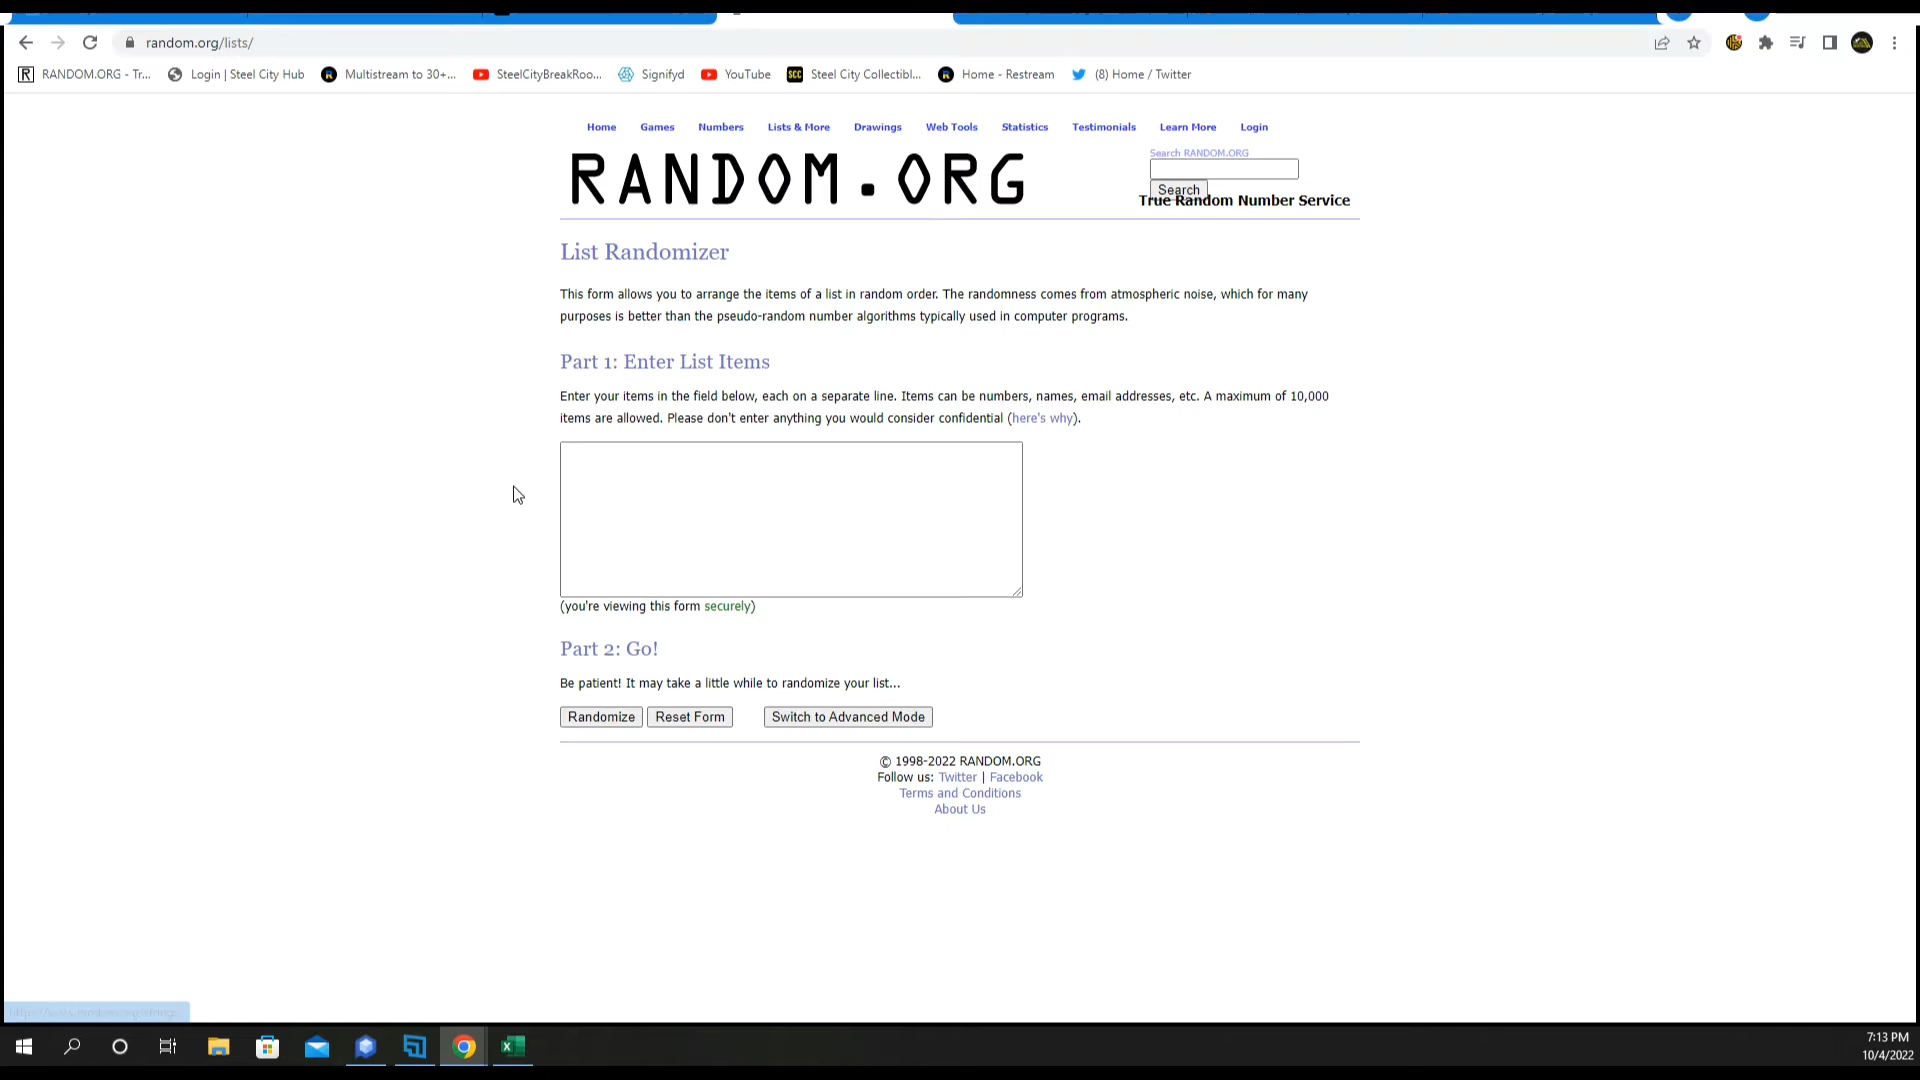 random.org/lists/
RANDOM.ORG - Tr... Login | Steel City Hub Multistream to 30+... SteelCityBreakRoo... Signifyd YouTube SCC Steel City Collectibl... Home - Restream (8) Home / Twitter
Home Games Numbers Lists & More Drawings Web Tools Statistics Testimonials Learn More Login
RANDOM.ORG
Search RANDOM.ORG
Search
True Random Number Service
List Randomizer
This form allows you to arrange the items of a list in random order. The randomness comes from atmospheric noise, which for many
purposes is better than the pseudo-random number algorithms typically used in computer programs.
Part 1: Enter List Items
Enter your items in the field below, each on a separate line. Items can be numbers, names, email addresses, etc. A maximum of 10,000
items are allowed. Please don't enter anything you would consider confidential (here's why).
(you're viewing this form securely)
Part 2: Go!
Be patient! It may take a little while to randomize your list...
Randomize Reset Form Switch to Advanced Mode
© 1998-2022 RANDOM.ORG
Follow us: Twitter | Facebook
Terms and Conditions
About Us
7:13 PM
10/4/2022